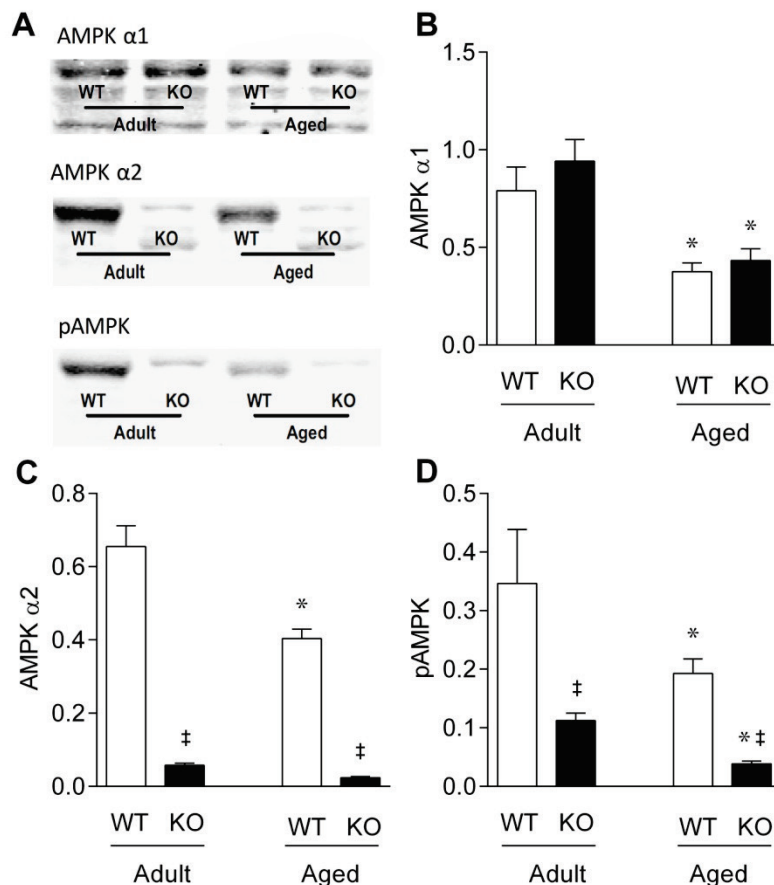 A
AMPK α1
WT KO WT KO
Adult Aged
AMPK α2
WT KO WT KO
Adult Aged
pAMPK
WT KO WT KO
Adult Aged
B
AMPK α1
1.5
1.0
0.5
0.0
* *
WT KO WT KO
Adult Aged
C
AMPK α2
0.8
0.6
0.4
0.2
0.0
‡ * ‡
WT KO WT KO
Adult Aged
D
pAMPK
0.5
0.4
0.3
0.2
0.1
0.0
‡ * *‡
WT KO WT KO
Adult Aged